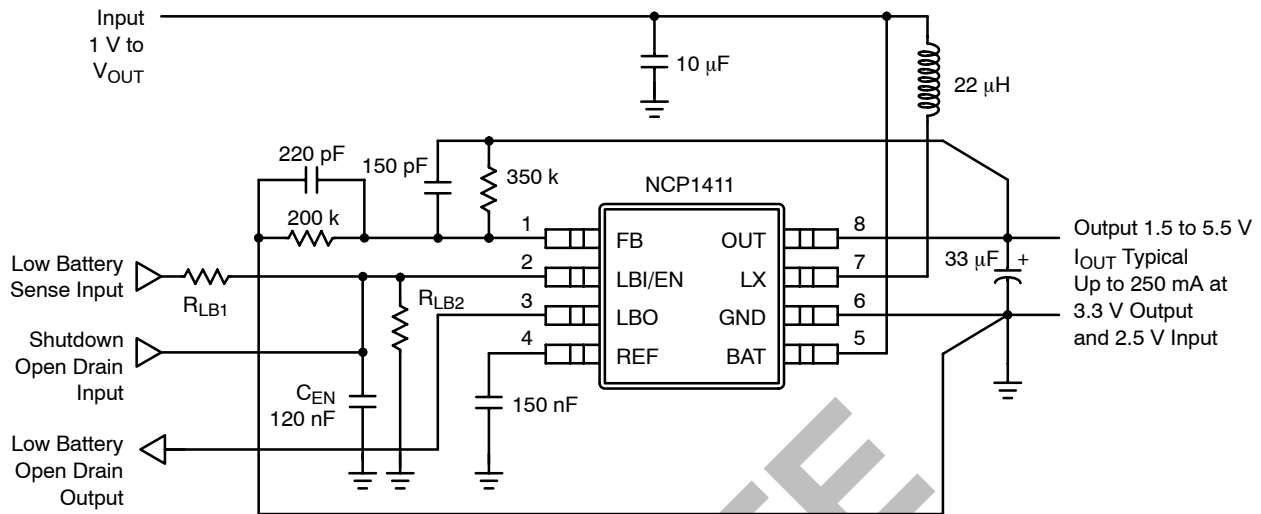 Input
1 V to
VOUT
10 μF
22 μH
220 pF
150 pF
350 k
200 k
NCP1411
1
FB
OUT
8
2
LBI/EN
LX
7
3
LBO
GND
6
4
REF
BAT
5
Low Battery
Sense Input
RLB1
RLB2
Shutdown
Open Drain
Input
CEN
120 nF
150 nF
Low Battery
Open Drain
Output
33 μF +
Output 1.5 to 5.5 V
IOUT Typical
Up to 250 mA at
3.3 V Output
and 2.5 V Input